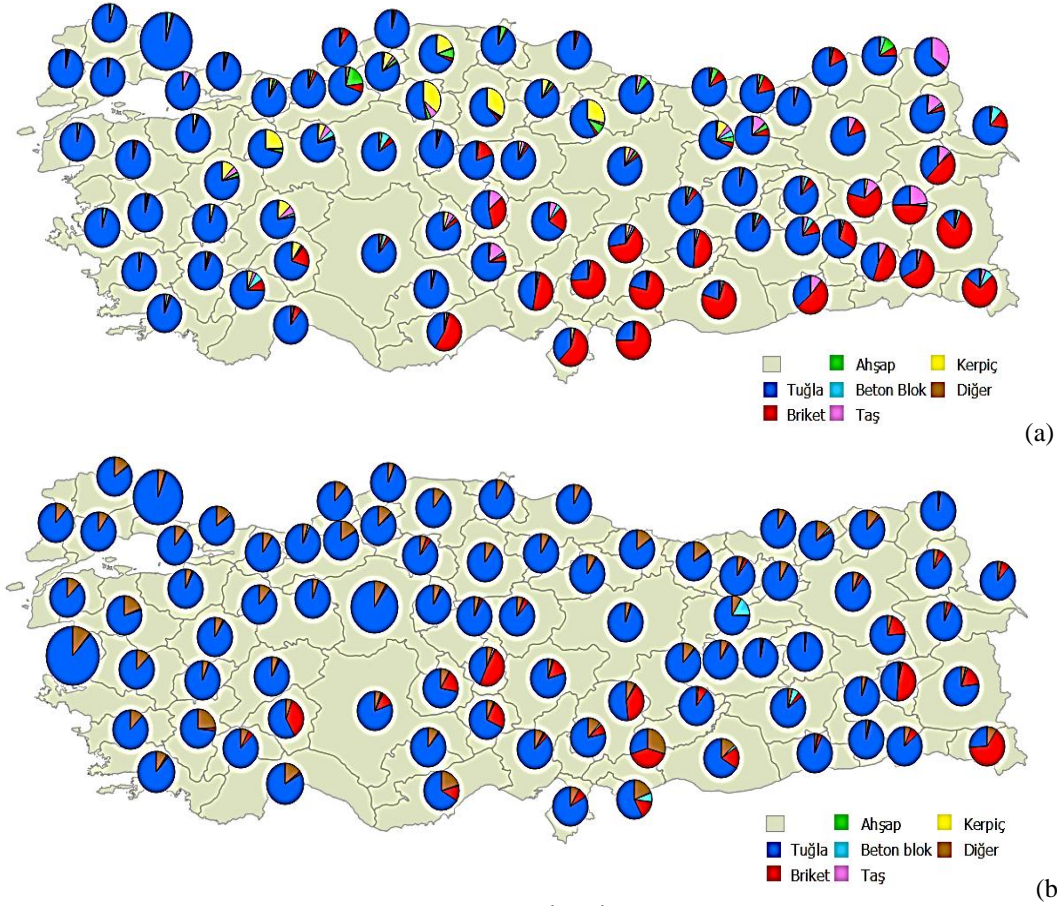 Ahşap Kerpiç
Tuğla Beton Blok Diğer
Briket Taş
(a)
Ahşap Kerpiç
Tuğla Beton blok Diğer
Briket Taş
(b